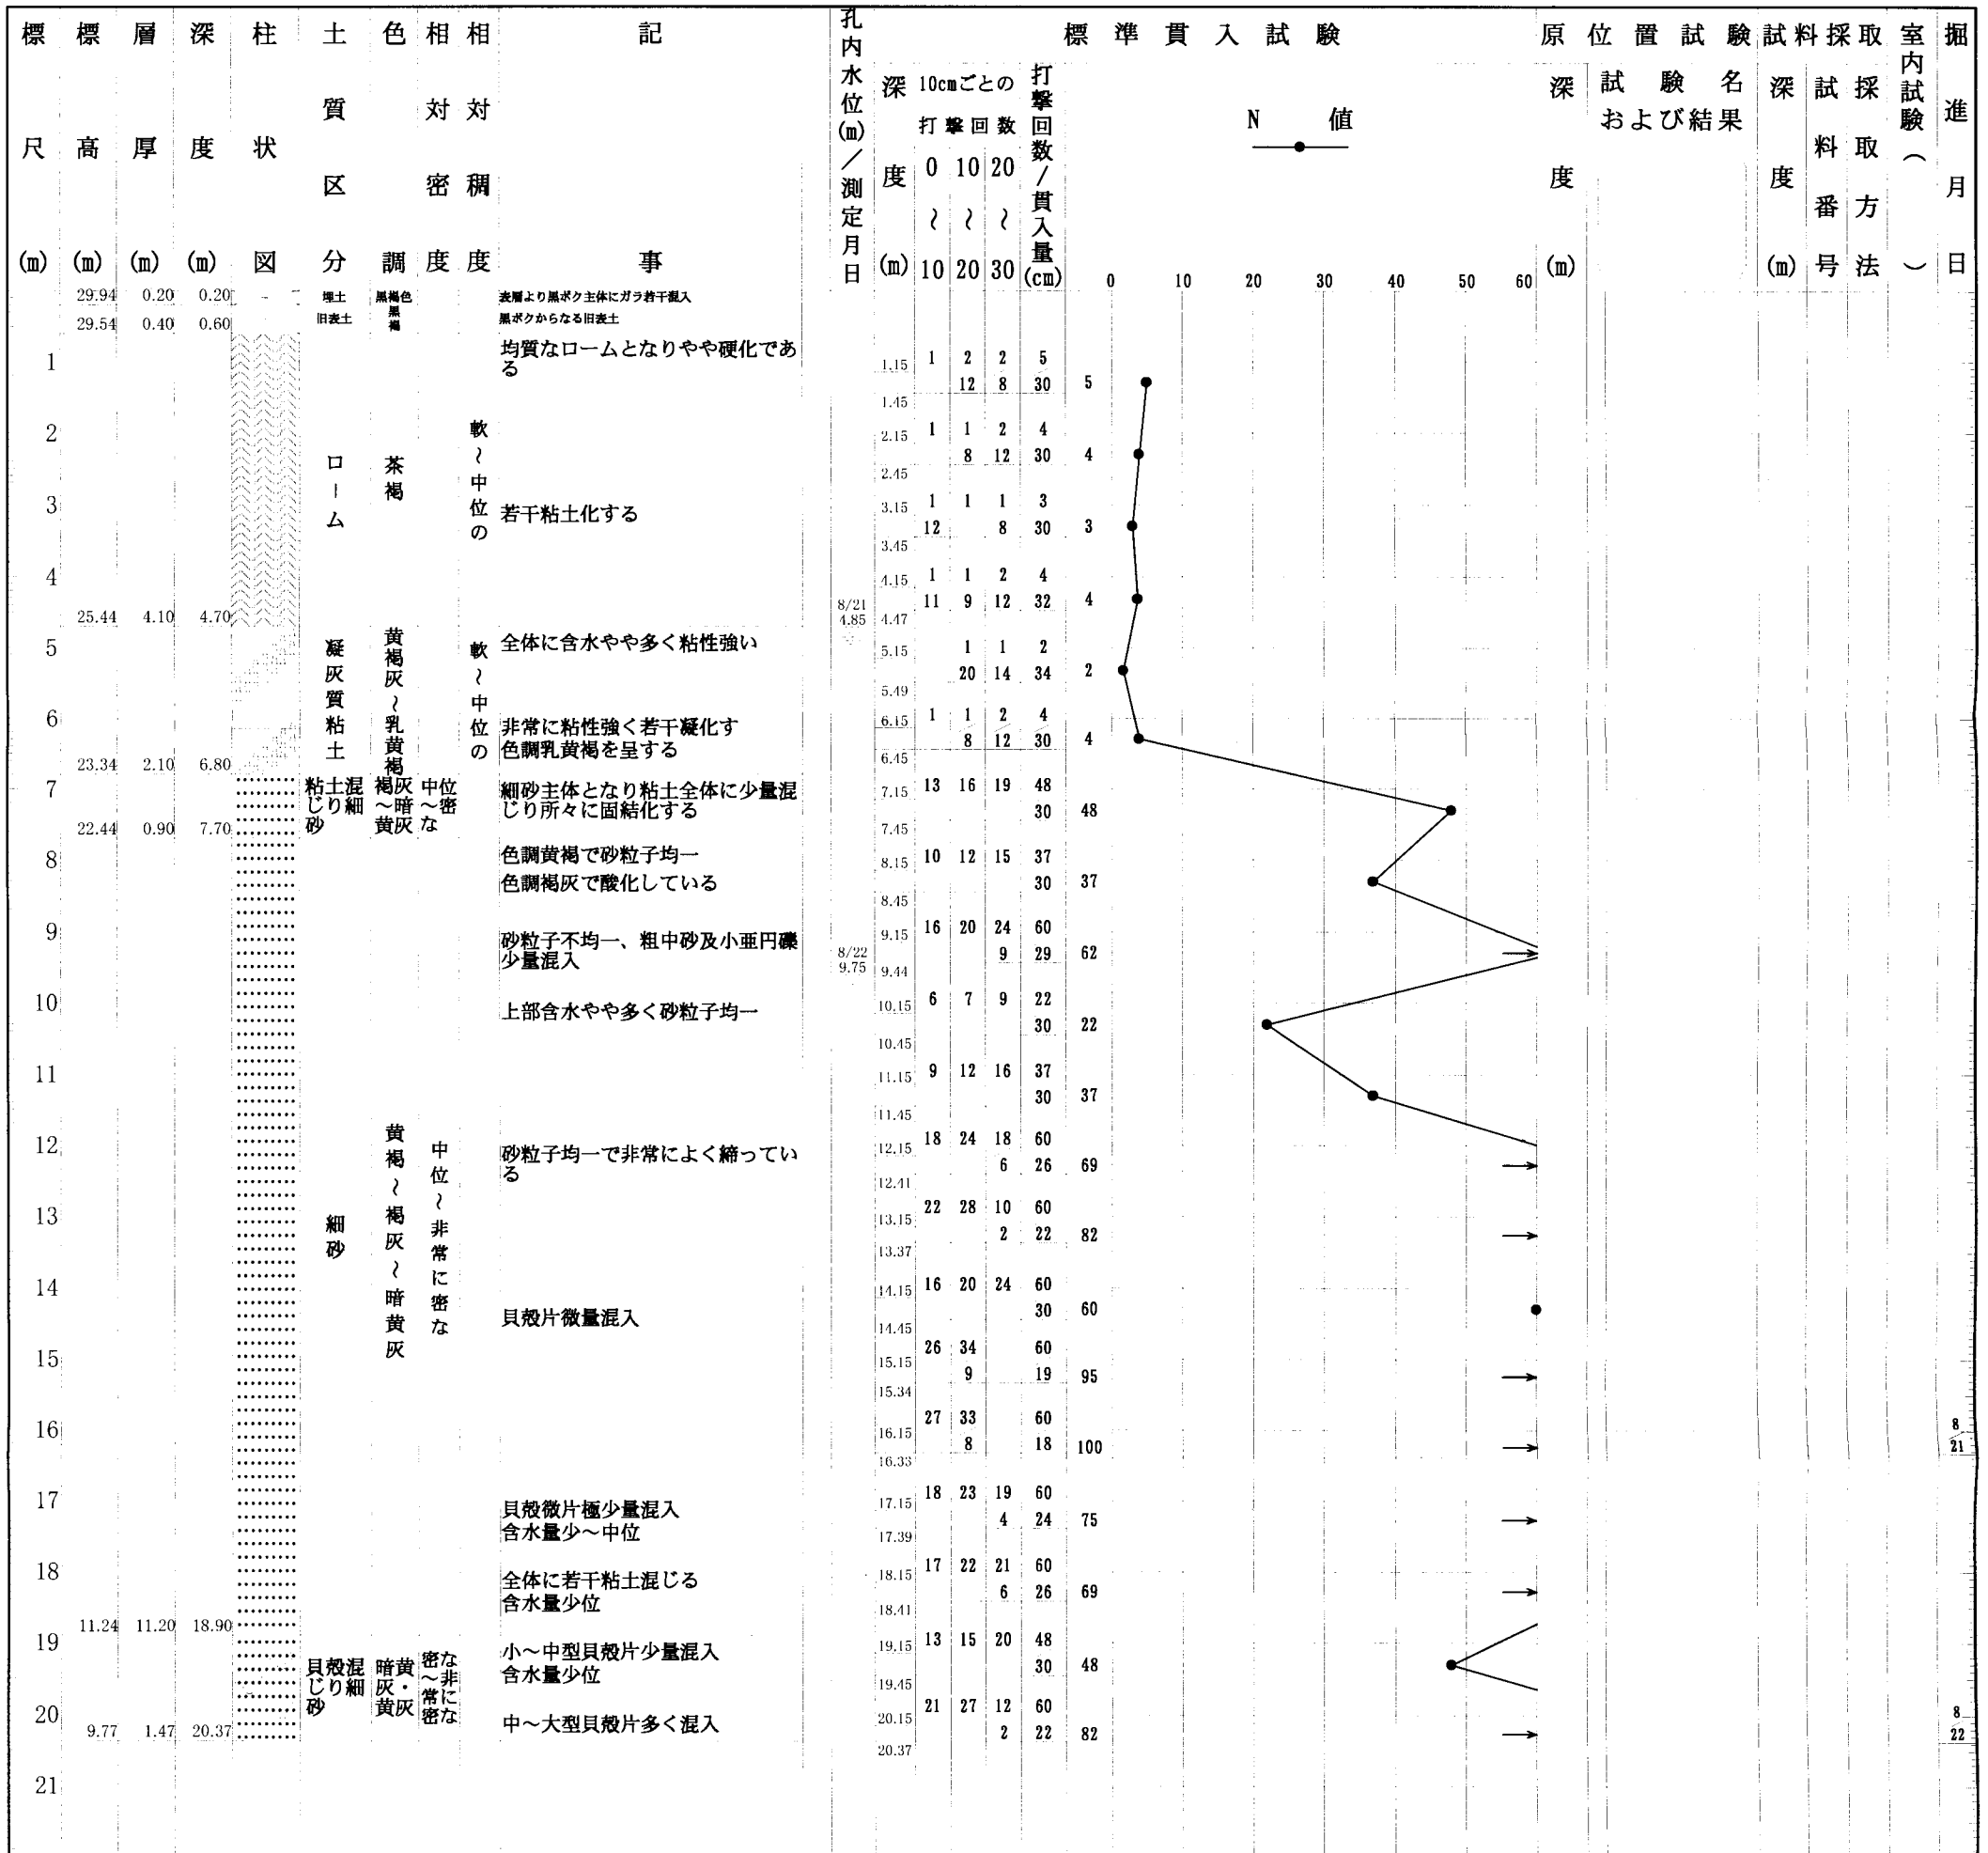 標尺(m) 標高(m) 層厚(m) 深度(m) 柱状図 土質区分 色調 相対密度 相対稠度 記事 孔内水位(m)/測定月日 標準貫入試験 原位置試験 試料採取 室内試験( ) 掘進月日
深度(m) 10cmごとの打撃回数 打撃回数/貫入量(cm) N値 深度(m) 試験名および結果 深度(m) 試料番号 採取方法
0〜10 10〜20 20〜30
0 10 20 30 40 50 60
29.94 0.20 0.20 埋土 黒褐色 表層より黒ボク主体にガラ若干混入
29.54 0.40 0.60 旧表土 黒褐 黒ボクからなる旧表土
均質なロームとなりやや硬化であ
る
1 1.15 1 2 2 5
12 8 30 5
1.45
2 2.15 1 1 2 4
8 12 30 4
2.45
ローム 茶褐 軟〜中位の
3 3.15 1 1 1 3
若干粘土化する
12 8 30 3
3.45
4 4.15 1 1 2 4
11 9 12 32 4
25.44 4.10 4.70 8/21 4.85 4.47
凝灰質粘土 黄褐灰〜乳黄褐 軟〜中位の
全体に含水やや多く粘性強い
5 5.15 1 1 2
20 14 34 2
5.49
6 6.15 1 1 2 4
非常に粘性強く若干凝化す
色調乳黄褐を呈する
8 12 30 4
23.34 2.10 6.80 6.45
粘土混じり細砂 褐灰〜暗黄灰 中位〜密な
細砂主体となり粘土全体に少量混
じり所々に固結化する
7 7.15 13 16 19 48
30 48
22.44 0.90 7.70 7.45
色調黄褐で砂粒子均一
色調褐灰で酸化している
8 8.15 10 12 15 37
30 37
8.45
9 9.15 16 20 24 60
砂粒子不均一、粗中砂及小亜円礫
少量混入
9 29 62
8/22 9.75 9.44
10 10.15 6 7 9 22
上部含水やや多く砂粒子均一
30 22
10.45
11 11.15 9 12 16 37
30 37
11.45
12 12.15 18 24 18 60
砂粒子均一で非常によく締ってい
る
6 26 69
12.41
細砂 黄褐〜褐灰〜暗黄灰 中位〜非常に密な
13 13.15 22 28 10 60
2 22 82
13.37
14 14.15 16 20 24 60
貝殻片微量混入
30 60
14.45
15 15.15 26 34 60
9 19 95
15.34
16 16.15 27 33 60
8 18 100
16.33
8/21
17 17.15 18 23 19 60
貝殻微片極少量混入
含水量少〜中位
4 24 75
17.39
18 18.15 17 22 21 60
全体に若干粘土混じる
含水量少位
6 26 69
18.41
11.24 11.20 18.90
19 19.15 13 15 20 48
小〜中型貝殻片少量混入
含水量少位
30 48
19.45
貝殻混じり細砂 暗黄灰・黄灰 密な〜非常に密な
20 20.15 21 27 12 60
中〜大型貝殻片多く混入
9.77 1.47 20.37 2 22 82
20.37
8/22
21